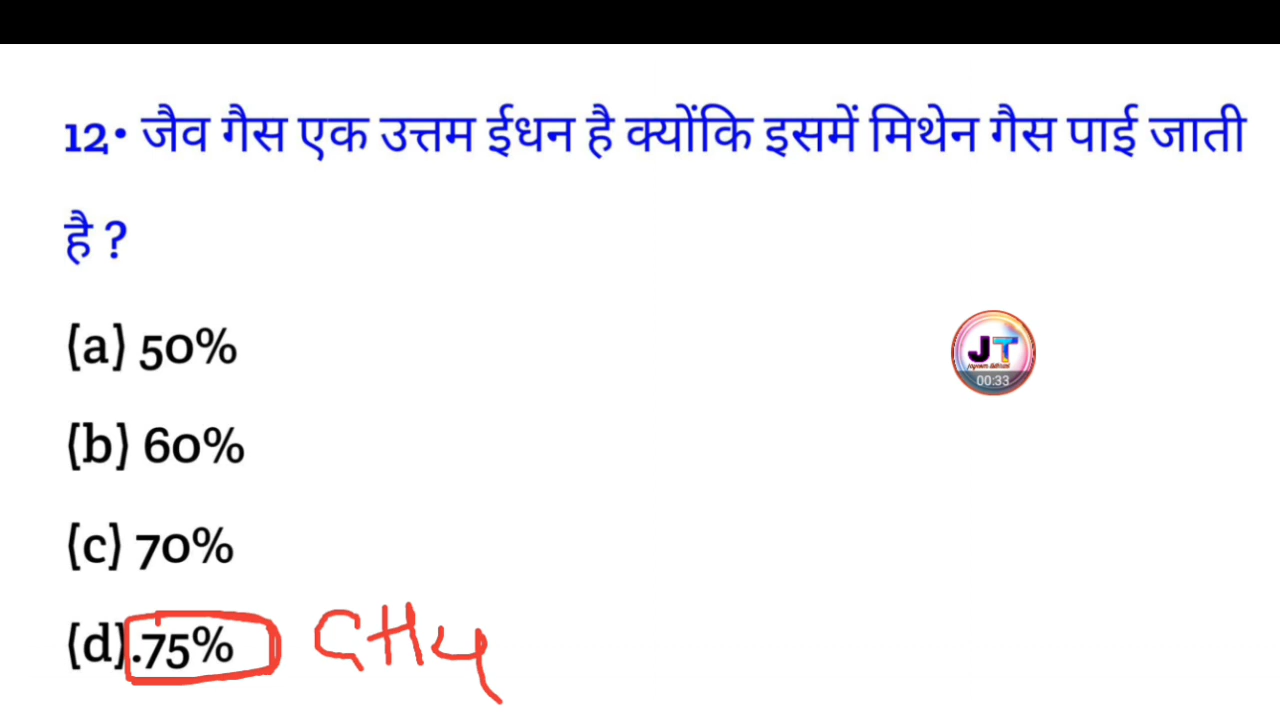 12• जैव गैस एक उत्तम ईधन है क्योंकि इसमें मिथेन गैस पाई जाती
है ?
(a) 50%
JT
00:33
(b) 60%
(c) 70%
(d).75% CH4